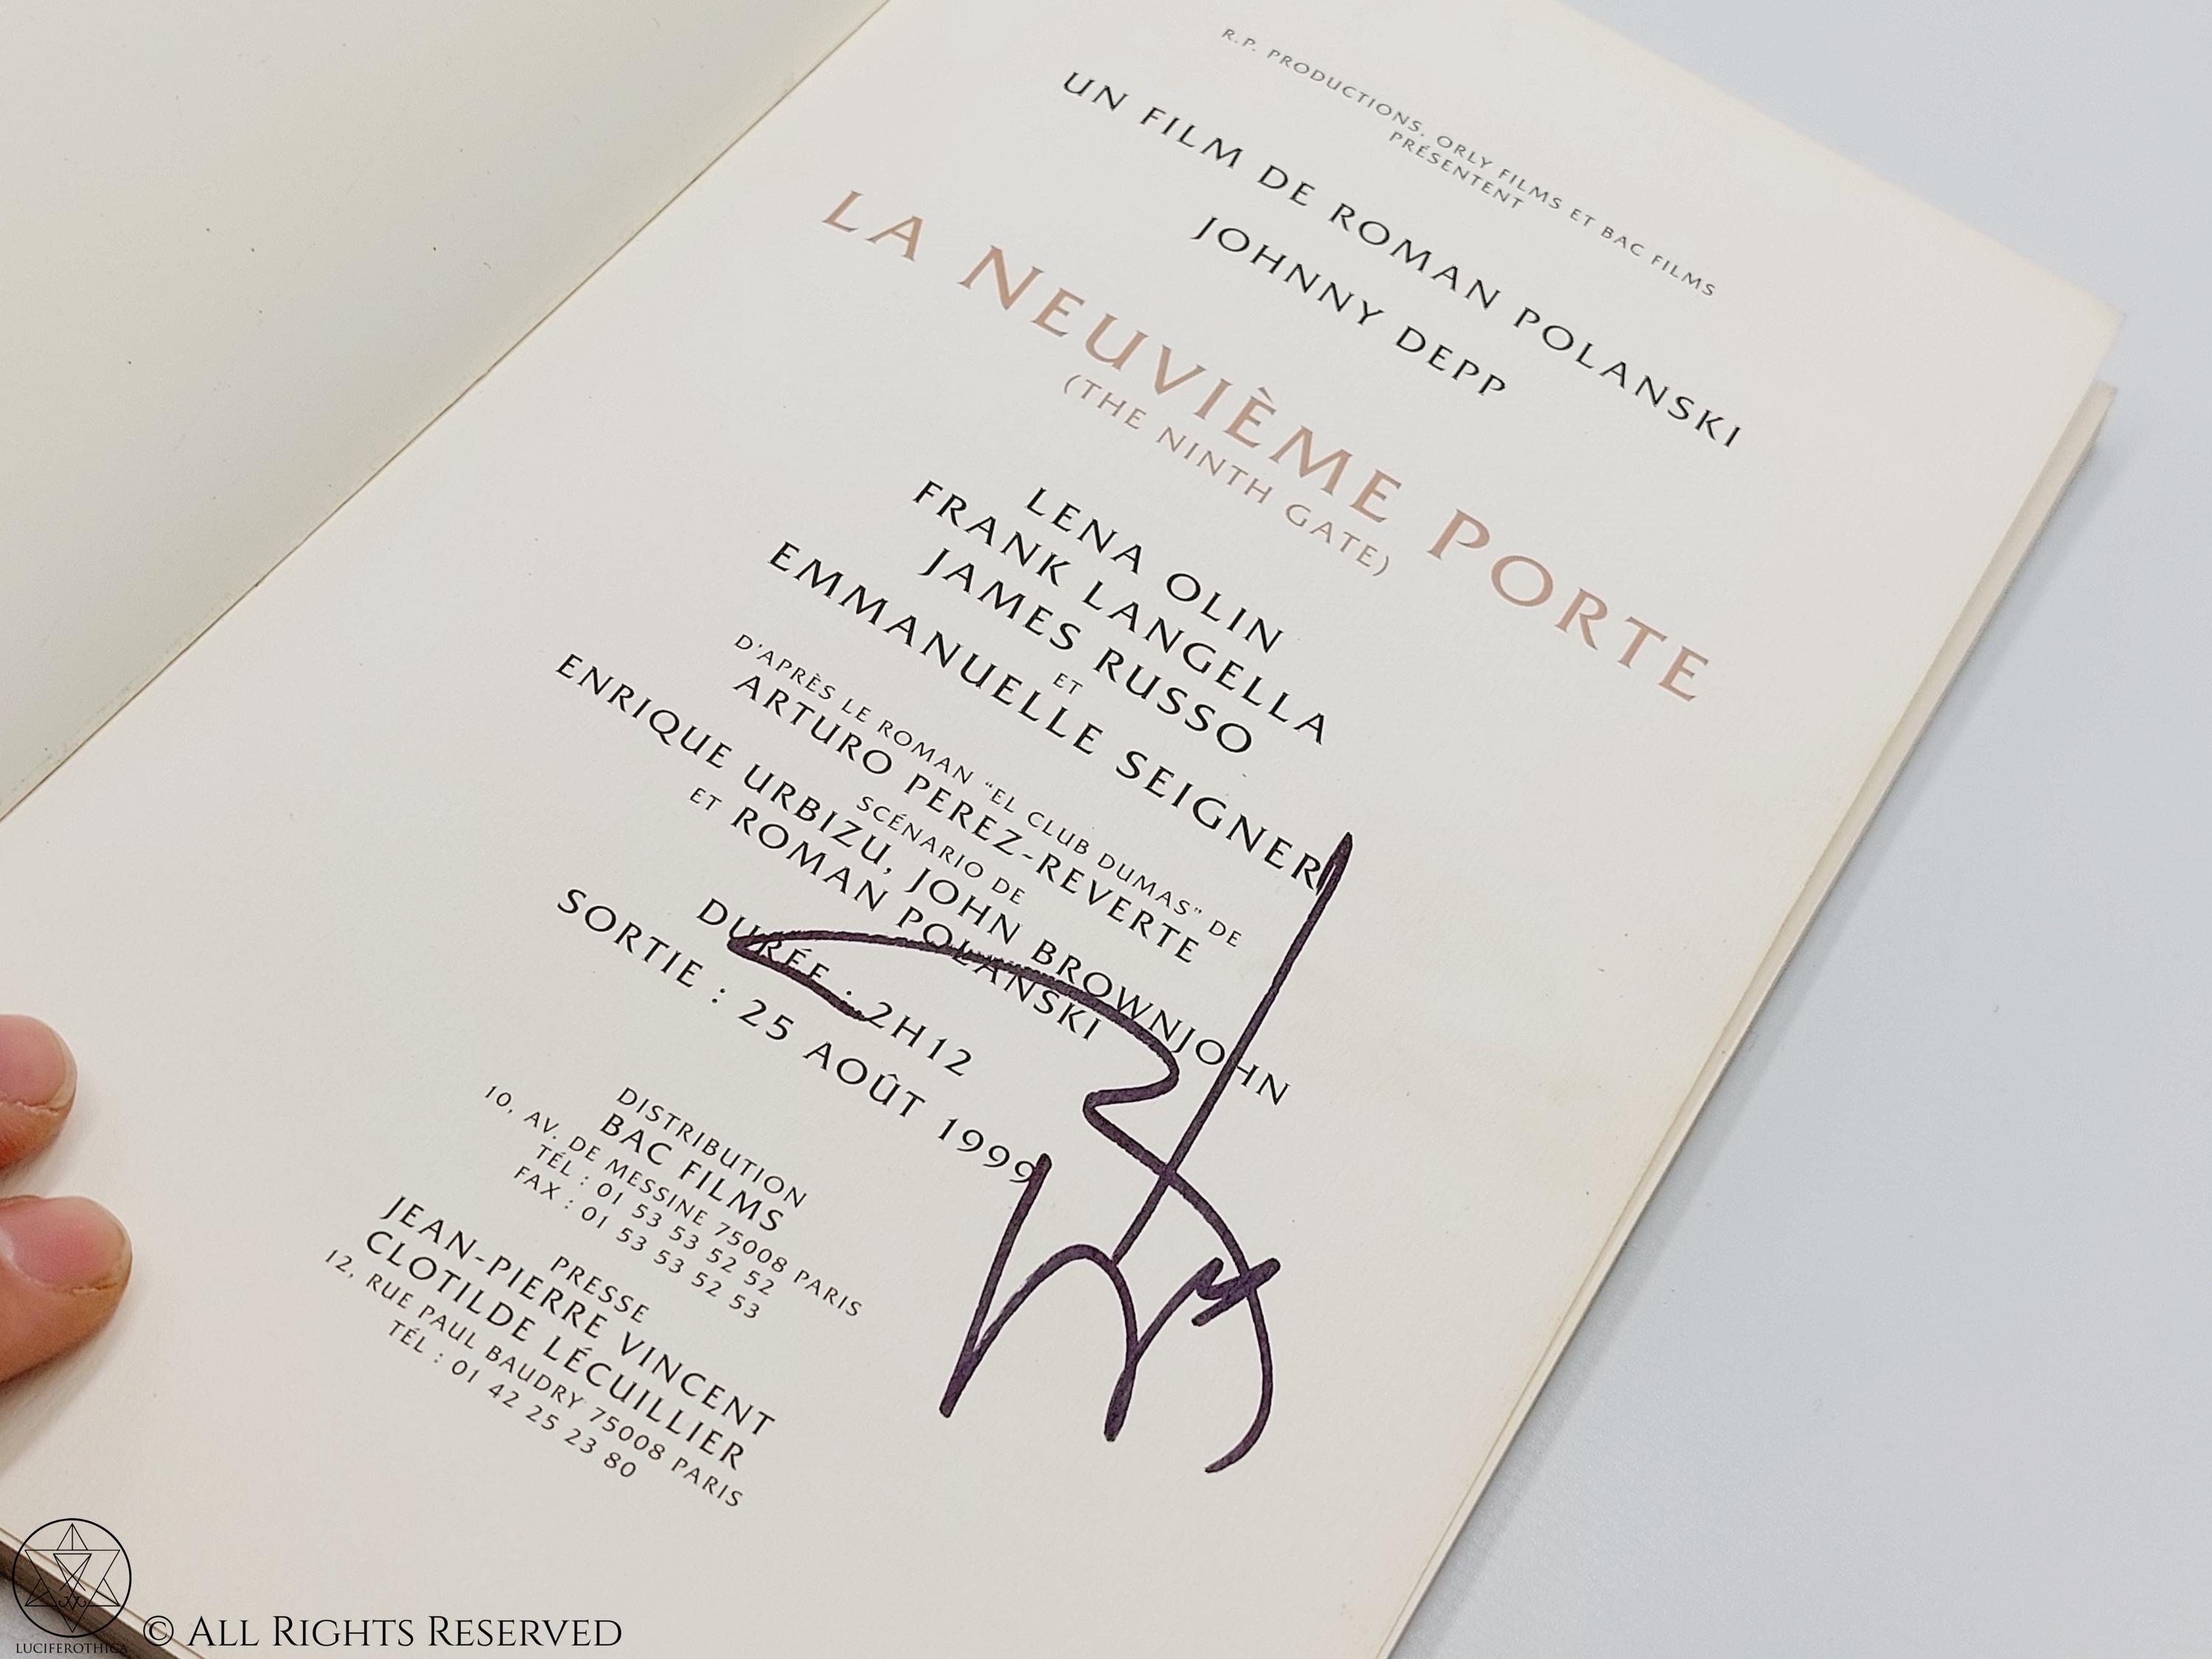 R.P. PRODUCTIONS, ORLY FILMS ET BAC FILMS
PRÉSENTENT
UN FILM DE ROMAN POLANSKI
JOHNNY DEPP
LA NEUVIÈME PORTE
(THE NINTH GATE)
LENA OLIN
FRANK LANGELLA
JAMES RUSSO
ET
EMMANUELLE SEIGNER
D'APRÈS LE ROMAN "EL CLUB DUMAS" DE
ARTURO PEREZ-REVERTE
SCÉNARIO DE
ENRIQUE URBIZU, JOHN BROWNJOHN
ET ROMAN POLANSKI
DURÉE : 2H12
SORTIE : 25 AOÛT 1999
DISTRIBUTION
BAC FILMS
10, AV. DE MESSINE 75008 PARIS
TÉL : 01 53 53 52 52
FAX : 01 53 53 52 53
PRESSE
JEAN-PIERRE VINCENT
CLOTILDE LÉCUILLIER
12, RUE PAUL BAUDRY 75008 PARIS
TÉL : 01 42 25 23 80
LUCIFEROTHICA
© ALL RIGHTS RESERVED